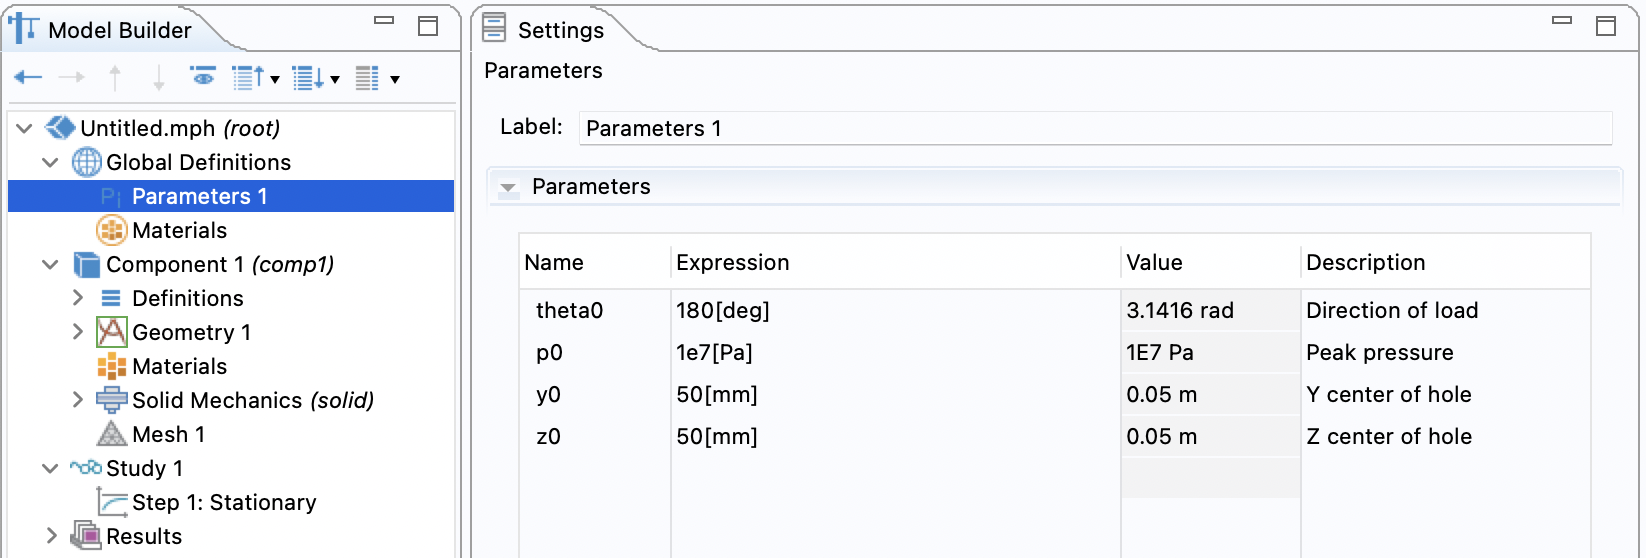 Model Builder
Untitled.mph (root)
Global Definitions
Pi Parameters 1
Materials
Component 1 (comp1)
Definitions
Geometry 1
Materials
Solid Mechanics (solid)
Mesh 1
Study 1
Step 1: Stationary
Results
Settings
Parameters
Label: Parameters 1
Parameters
Name Expression Value Description
theta0 180[deg] 3.1416 rad Direction of load
p0 1e7[Pa] 1E7 Pa Peak pressure
y0 50[mm] 0.05 m Y center of hole
z0 50[mm] 0.05 m Z center of hole